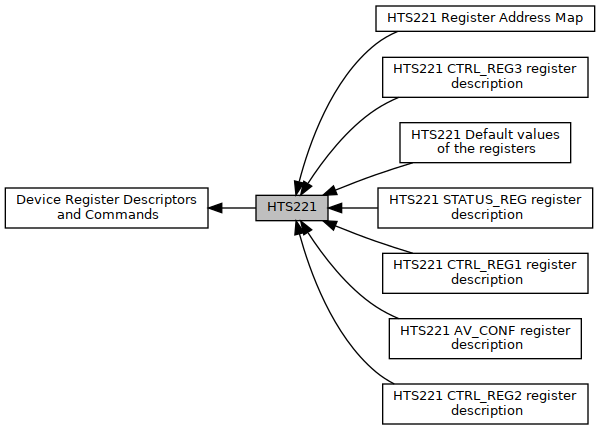 HTS221 Register Address Map
HTS221 CTRL_REG3 register
description
HTS221 Default values
of the registers
Device Register Descriptors
and Commands
HTS221
HTS221 STATUS_REG register
description
HTS221 CTRL_REG1 register
description
HTS221 AV_CONF register
description
HTS221 CTRL_REG2 register
description